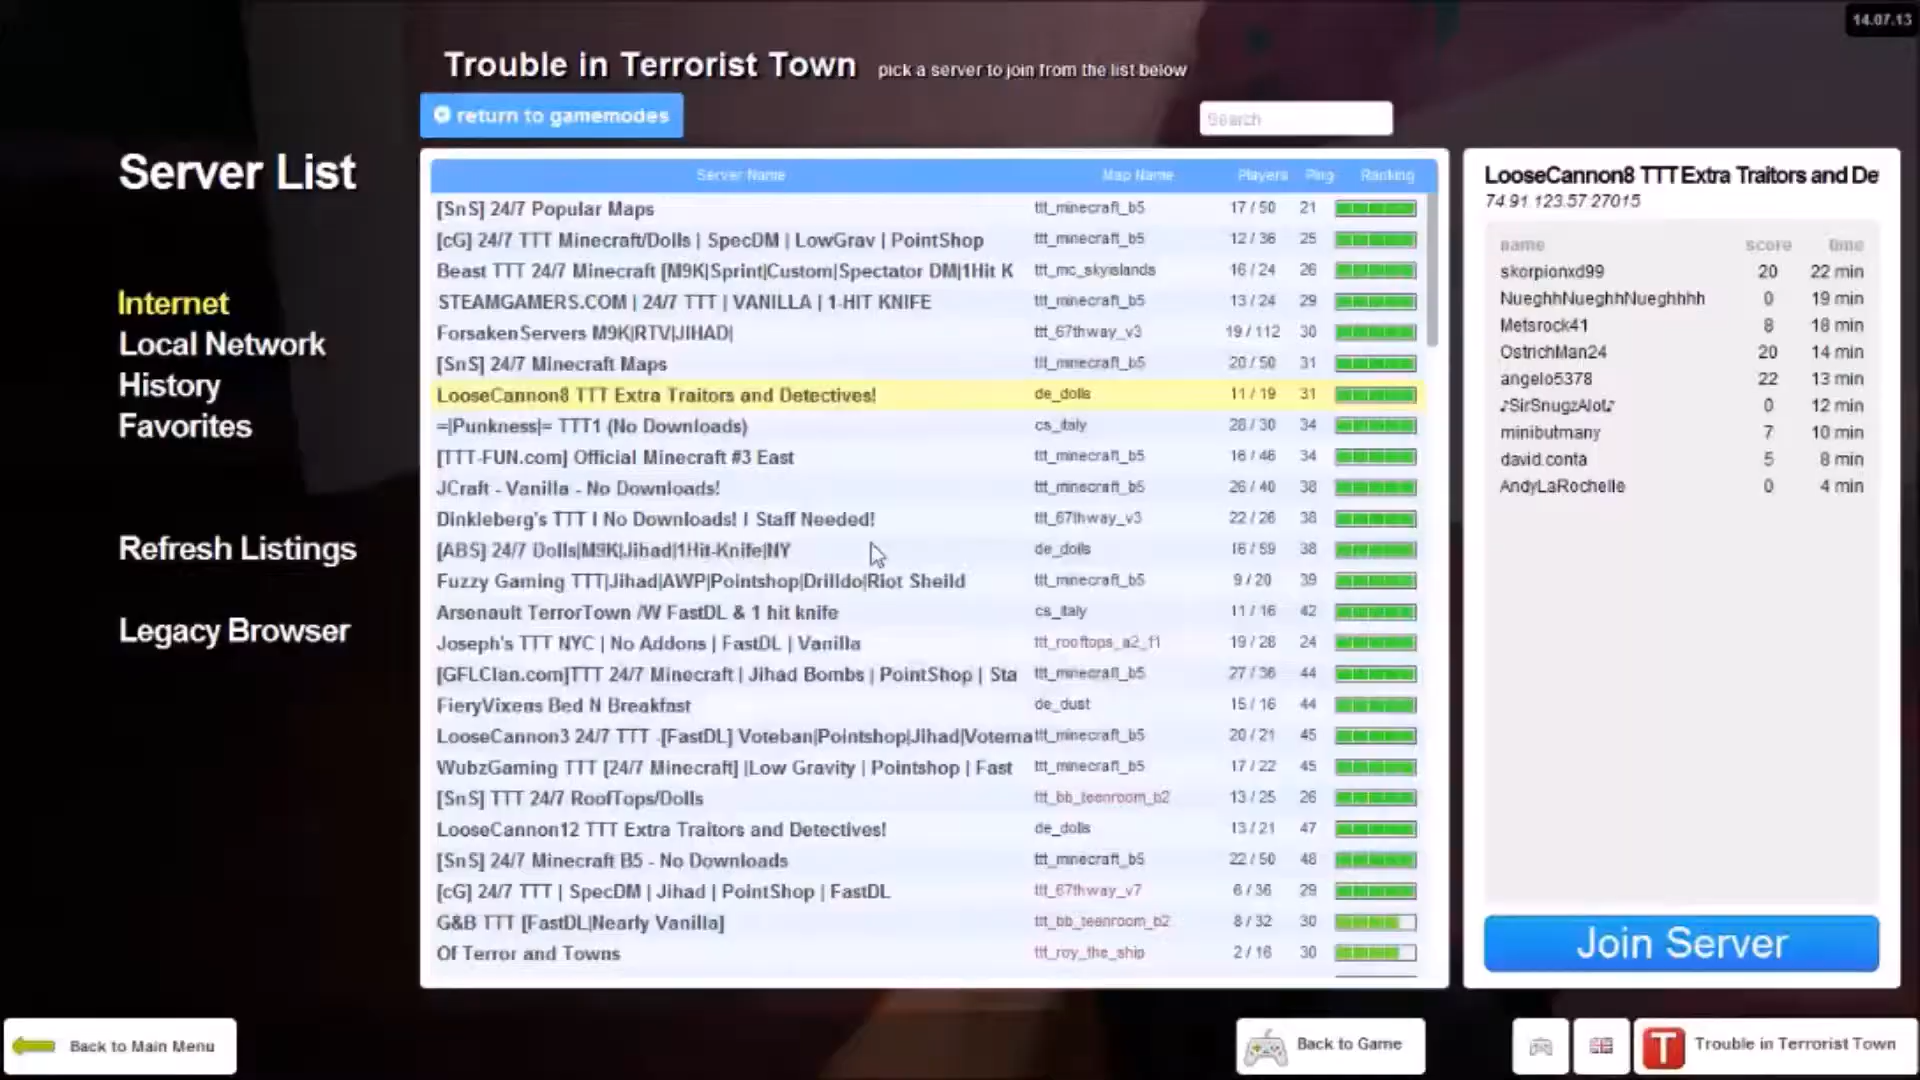 14.07.13
Trouble in Terrorist Town pick a server to join from the list below
return to gamemodes
Search
Server List
Internet
Local Network
History
Favorites
Refresh Listings
Legacy Browser
Server Name Map Name Players Ping Ranking
[SnS] 24/7 Popular Maps ttt_minecraft_b5 17 / 50 21
[cG] 24/7 TTT Minecraft/Dolls | SpecDM | LowGrav | PointShop ttt_minecraft_b5 12 / 36 25
Beast TTT 24/7 Minecraft [M9K|Sprint|Custom|Spectator DM|1Hit K ttt_mc_skyislands 16 / 24 26
STEAMGAMERS.COM | 24/7 TTT | VANILLA | 1-HIT KNIFE ttt_minecraft_b5 13 / 24 29
ForsakenServers M9K|RTV|JIHAD| ttt_67thway_v3 19 / 112 30
[SnS] 24/7 Minecraft Maps ttt_minecraft_b5 20 / 50 31
LooseCannon8 TTT Extra Traitors and Detectives! de_dolls 11 / 19 31
=|Punkness|= TTT1 (No Downloads) cs_italy 28 / 30 34
[TTT-FUN.com] Official Minecraft #3 East ttt_minecraft_b5 16 / 46 34
JCraft - Vanilla - No Downloads! ttt_minecraft_b5 26 / 40 38
Dinkleberg's TTT I No Downloads! I Staff Needed! ttt_67thway_v3 22 / 26 38
[ABS] 24/7 Dolls|M9K|Jihad|1Hit-Knife|NY de_dolls 16 / 59 38
Fuzzy Gaming TTT|Jihad|AWP|Pointshop|Drilldo|Riot Sheild ttt_minecraft_b5 9 / 20 39
Arsenault TerrorTown /W FastDL & 1 hit knife cs_italy 11 / 16 42
Joseph's TTT NYC | No Addons | FastDL | Vanilla ttt_rooftops_a2_f1 19 / 28 24
[GFLClan.com]TTT 24/7 Minecraft | Jihad Bombs | PointShop | Sta ttt_minecraft_b5 27 / 36 44
FieryVixens Bed N Breakfast de_dust 15 / 16 44
LooseCannon3 24/7 TTT -[FastDL] Voteban|Pointshop|Jihad|Votema ttt_minecraft_b5 20 / 21 45
WubzGaming TTT [24/7 Minecraft] |Low Gravity | Pointshop | Fast ttt_minecraft_b5 17 / 22 45
[SnS] TTT 24/7 RoofTops/Dolls ttt_bb_teenroom_b2 13 / 25 26
LooseCannon12 TTT Extra Traitors and Detectives! de_dolls 13 / 21 47
[SnS] 24/7 Minecraft B5 - No Downloads ttt_minecraft_b5 22 / 50 48
[cG] 24/7 TTT | SpecDM | Jihad | PointShop | FastDL ttt_67thway_v7 6 / 36 29
G&B TTT [FastDL|Nearly Vanilla] ttt_bb_teenroom_b2 8 / 32 30
Of Terror and Towns ttt_roy_the_ship 2 / 16 30
LooseCannon8 TTT Extra Traitors and De
74.91.123.57:27015
name score time
skorpionxd99 20 22 min
NueghhNueghhNueghhhh 0 19 min
Metsrock41 8 18 min
OstrichMan24 20 14 min
angelo5378 22 13 min
♪SirSnugzAlot♪ 0 12 min
minibutmany 7 10 min
david.conta 5 8 min
AndyLaRochelle 0 4 min
Join Server
Back to Main Menu
Back to Game
T Trouble in Terrorist Town